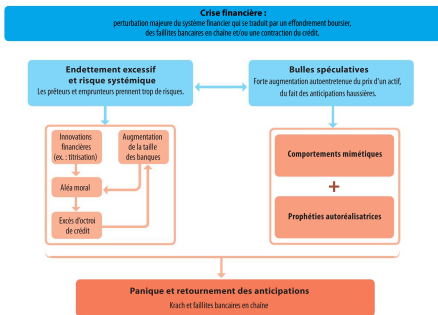 Crise financière :
perturbation majeure du système financier qui se traduit par un effondrement boursier,
des faillites bancaires en chaîne et/ou une contraction du crédit.
Endettement excessif
et risque systémique
Les prêteurs et emprunteurs prennent trop de risques.
Bulles spéculatives
Forte augmentation autoentretenue du prix d'un actif,
du fait des anticipations haussières.
Innovations
financières
(ex. : titrisation)
Augmentation
de la taille
des banques
Aléa moral
Excès d'octroi
de crédit
Comportements mimétiques
+
Prophéties autoréalisatrices
Panique et retournement des anticipations
Krach et faillites bancaires en chaîne